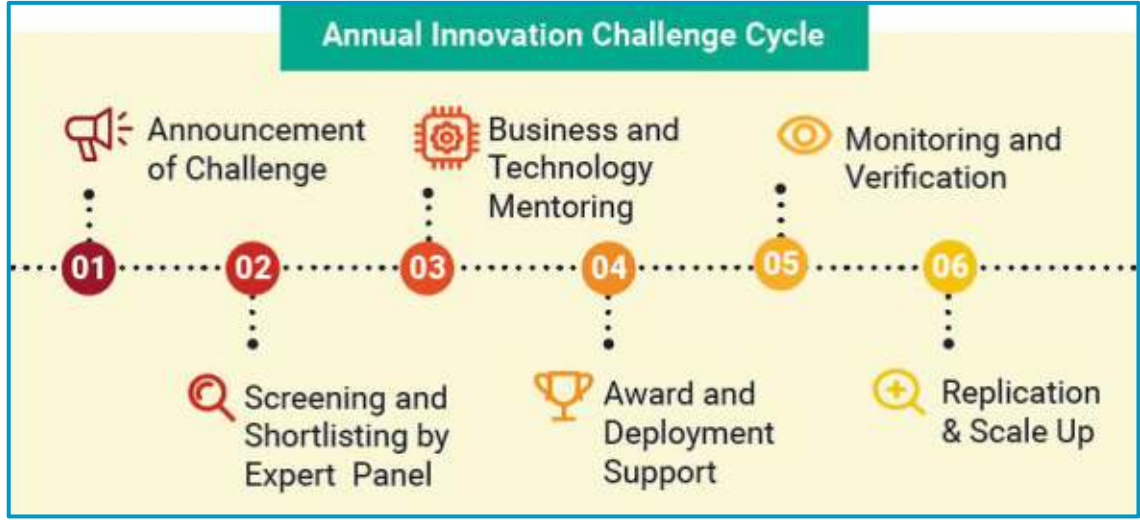 Annual Innovation Challenge Cycle
01
Announcement
of Challenge
02
Screening and
Shortlisting by
Expert Panel
03
Business and
Technology
Mentoring
04
Award and
Deployment
Support
05
Monitoring and
Verification
06
Replication
& Scale Up